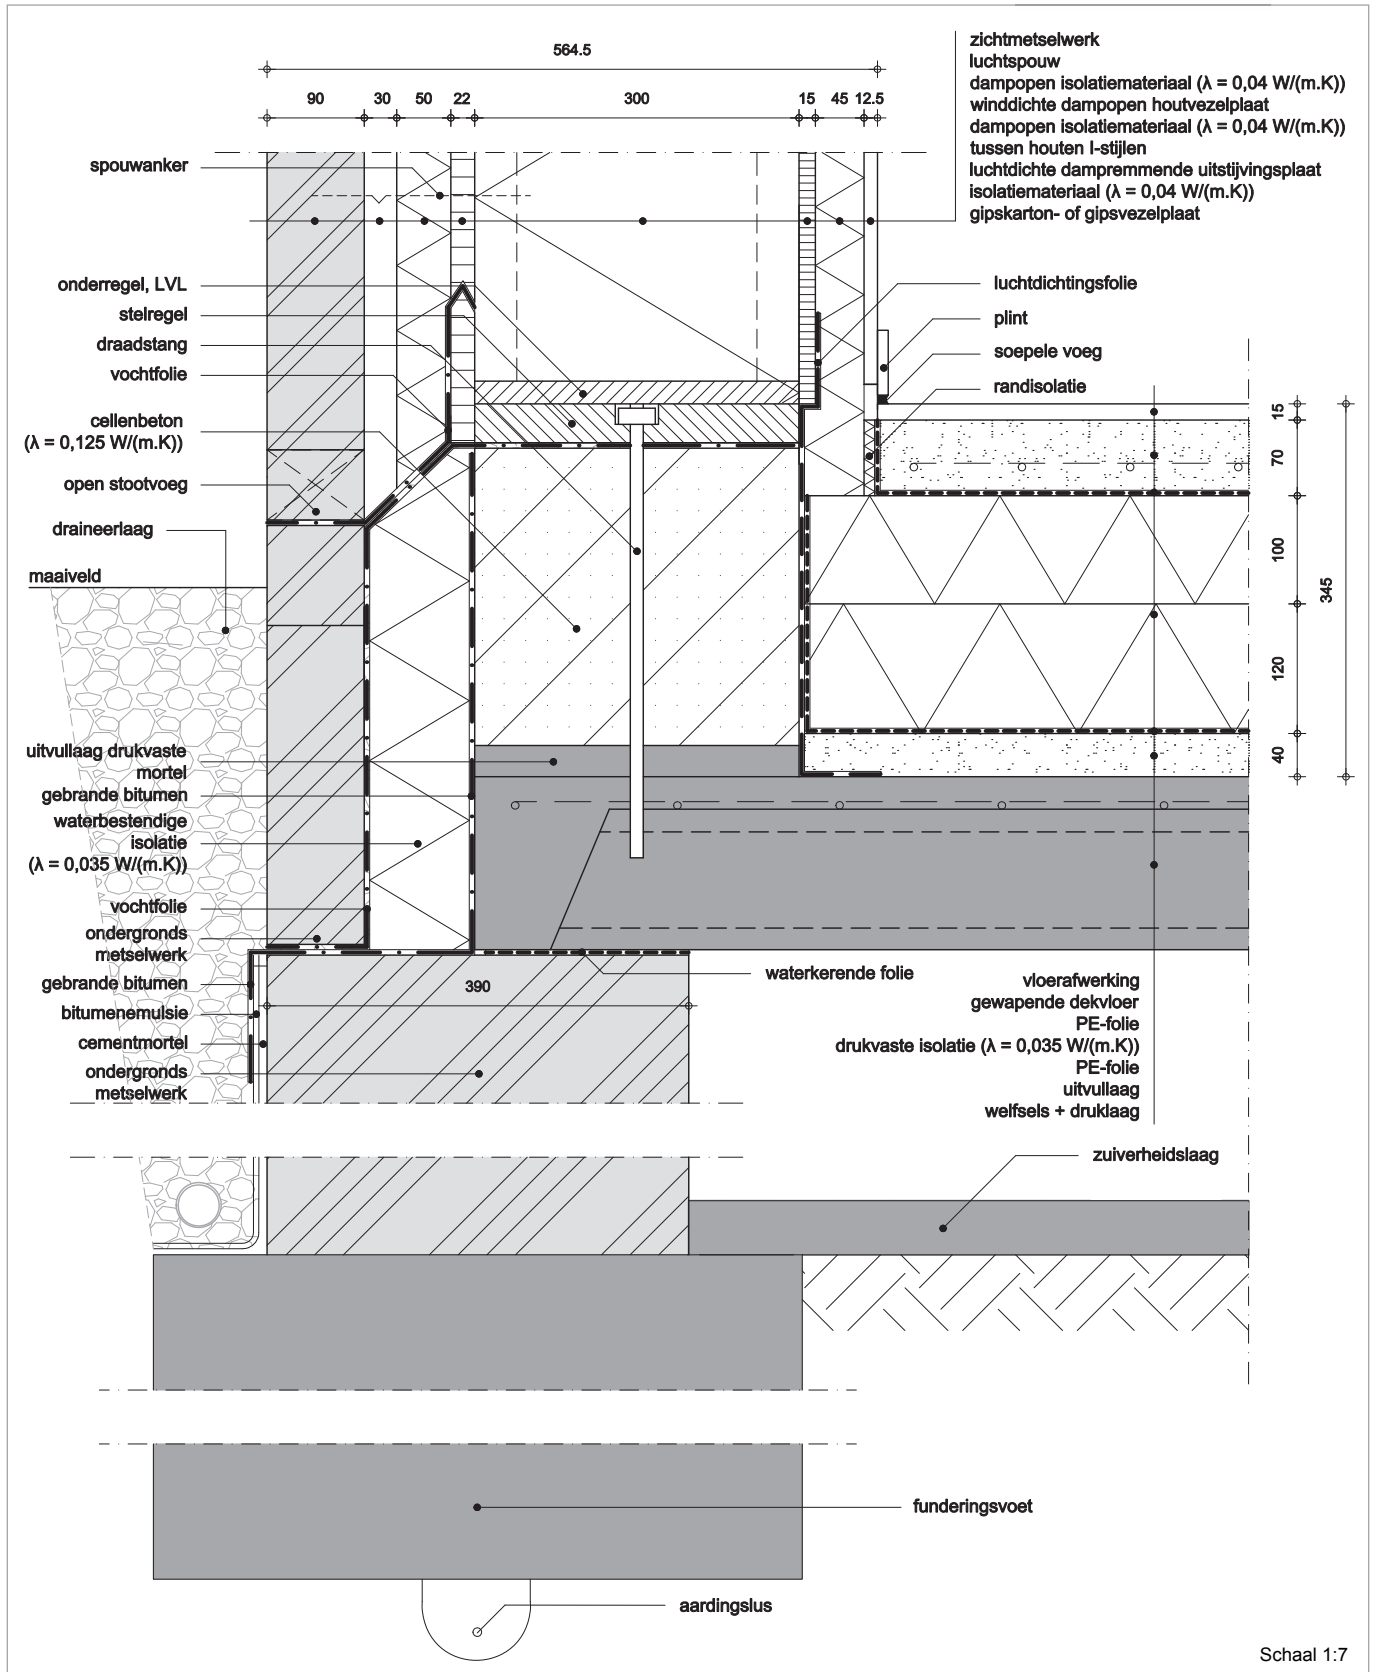 564.5
90 30 50 22 300 15 45 12.5
zichtmetselwerk
luchtspouw
dampopen isolatiemateriaal (λ = 0,04 W/(m.K))
winddichte dampopen houtvezelplaat
dampopen isolatiemateriaal (λ = 0,04 W/(m.K))
tussen houten I-stijlen
luchtdichte dampremmende uitstijvingsplaat
isolatiemateriaal (λ = 0,04 W/(m.K))
gipskarton- of gipsvezelplaat
spouwanker
onderregel, LVL
stelregel
draadstang
vochtfolie
cellenbeton
(λ = 0,125 W/(m.K))
open stootvoeg
draineerlaag
maaiveld
luchtdichtingsfolie
plint
soepele voeg
randisolatie
15
70
100
120
40
345
uitvullaag drukvaste
mortel
gebrande bitumen
waterbestendige
isolatie
(λ = 0,035 W/(m.K))
vochtfolie
ondergronds
metselwerk
gebrande bitumen
bitumenemulsie
cementmortel
ondergronds
metselwerk
390
waterkerende folie
vloerafwerking
gewapende dekvloer
PE-folie
drukvaste isolatie (λ = 0,035 W/(m.K))
PE-folie
uitvullaag
welfsels + druklaag
zuiverheidslaag
funderingsvoet
aardingslus
Schaal 1:7